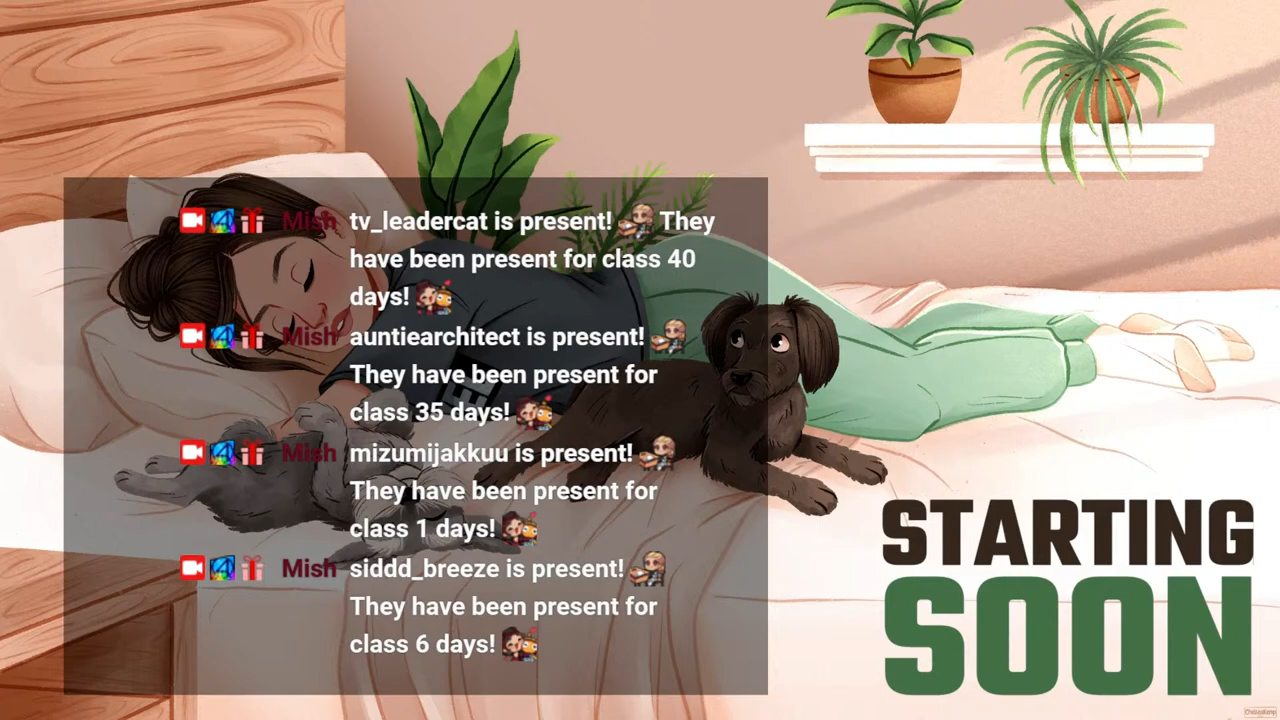 Mish tv_leadercat is present! They
have been present for class 40
days!
Mish auntiearchitect is present!
They have been present for
class 35 days!
Mish mizumijakkuu is present!
They have been present for
class 1 days!
Mish siddd_breeze is present!
They have been present for
class 6 days!
STARTING
SOON